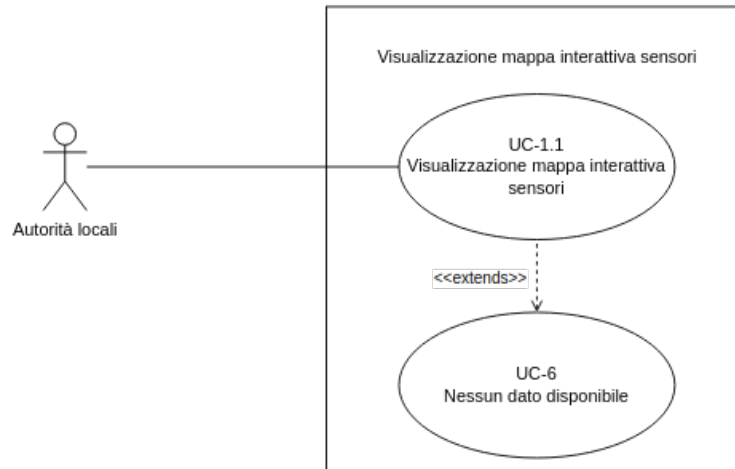 Visualizzazione mappa interattiva sensori
UC-1.1
Visualizzazione mappa interattiva
sensori
Autorità locali
<<extends>>
UC-6
Nessun dato disponibile